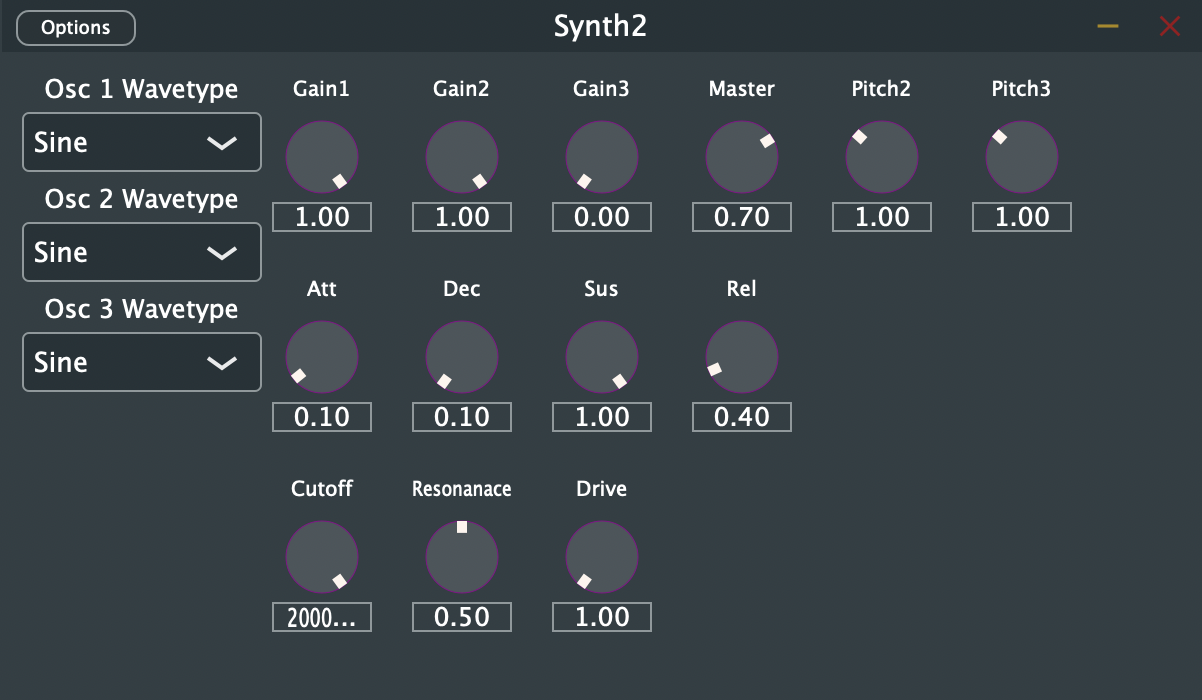 Options
Synth2
Osc 1 Wavetype
Sine
Osc 2 Wavetype
Sine
Osc 3 Wavetype
Sine
Gain1 Gain2 Gain3 Master Pitch2 Pitch3
1.00 1.00 0.00 0.70 1.00 1.00
Att Dec Sus Rel
0.10 0.10 1.00 0.40
Cutoff Resonanace Drive
2000... 0.50 1.00